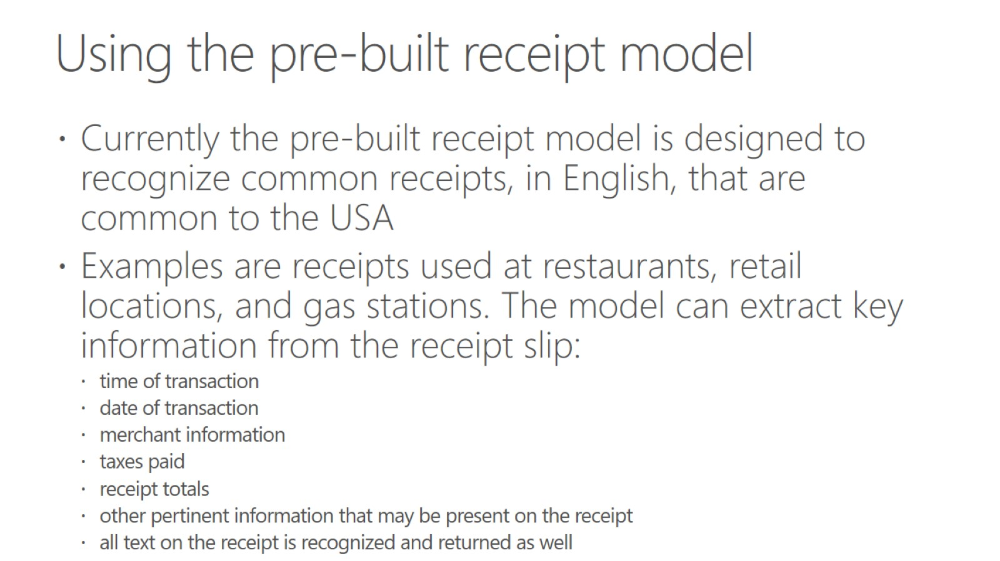 Using the pre-built receipt model
• Currently the pre-built receipt model is designed to
recognize common receipts, in English, that are
common to the USA
• Examples are receipts used at restaurants, retail
locations, and gas stations. The model can extract key
information from the receipt slip:
• time of transaction
• date of transaction
• merchant information
• taxes paid
• receipt totals
• other pertinent information that may be present on the receipt
• all text on the receipt is recognized and returned as well